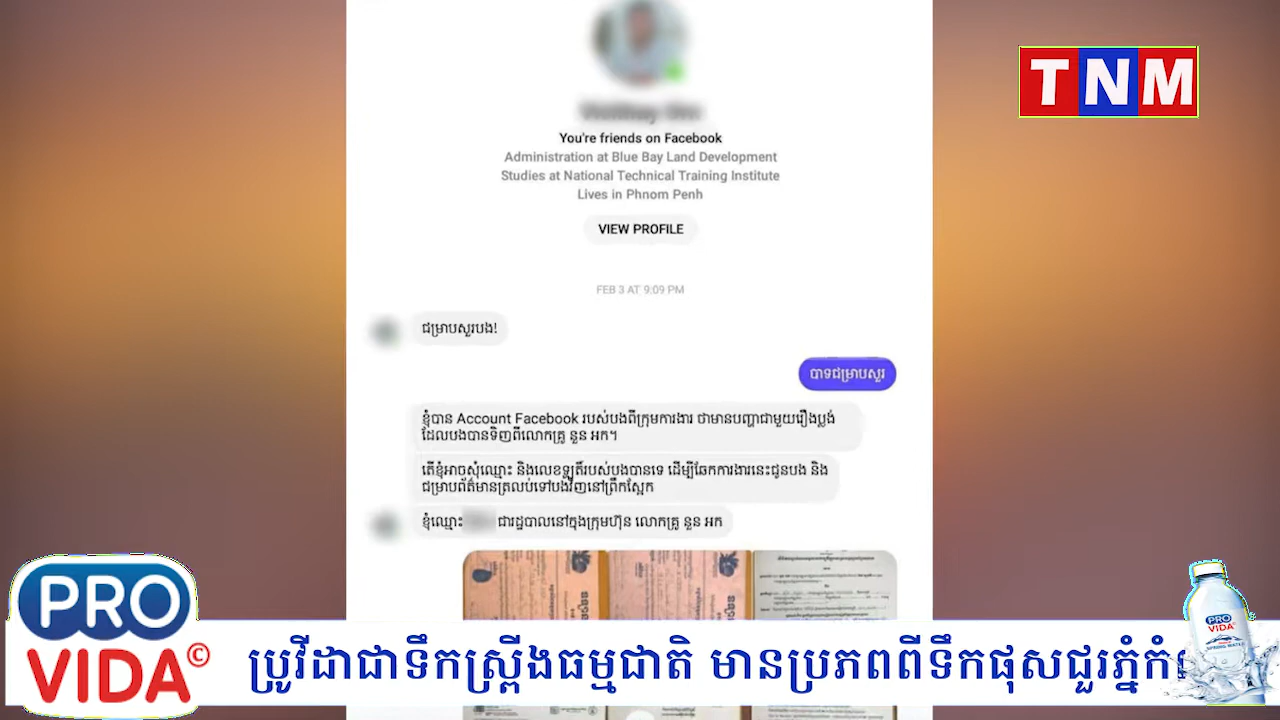 TNM
You're friends on Facebook
Administration at Blue Bay Land Development
Studies at National Technical Training Institute
Lives in Phnom Penh
VIEW PROFILE
FEB 3 AT 9:09 PM
ជម្រាបសួរបង!
បាទជម្រាបសួរ
ខ្ញុំបាន Account Facebook របស់បងពីក្រុមការងារ ថាមានបញ្ហាជាមួយរឿងប្លង់
ដែលបងបានទិញពីលោកគ្រូ នួន អក។
តើខ្ញុំអាចសុំឈ្មោះ និងលេខឡូត៍របស់បងបានទេ ដើម្បីឆែកការងារនេះជូនបង និង
ជម្រាបព័ត៌មានត្រលប់ទៅបងវិញនៅព្រឹកស្អែក
ខ្ញុំឈ្មោះ ជារដ្ឋបាលនៅក្នុងក្រុមហ៊ុន លោកគ្រូ នួន អក
PRO
VIDA©
ប្រូវីដាជាទឹកស្ព្រីងធម្មជាតិ មានប្រភពពីទឹកផុសជួរភ្នំ
PRO
VIDA
SPRING WATER